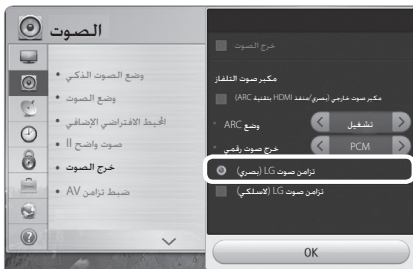 الصوت
وضع الصوت الذكي •
وضع الصوت •
المحيط الافتراضي الإضافي •
صوت واضح II •
خرج الصوت •
ضبط تزامن AV •
خرج الصوت
مكبر صوت التلفاز
مكبر صوت خارجي (بصري/منفذ HDMI بتقنية ARC)
وضع ARC
تشغيل
خرج صوت رقمي
PCM
تزامن صوت LG (بصري)
تزامن صوت LG (لاسلكي)
OK